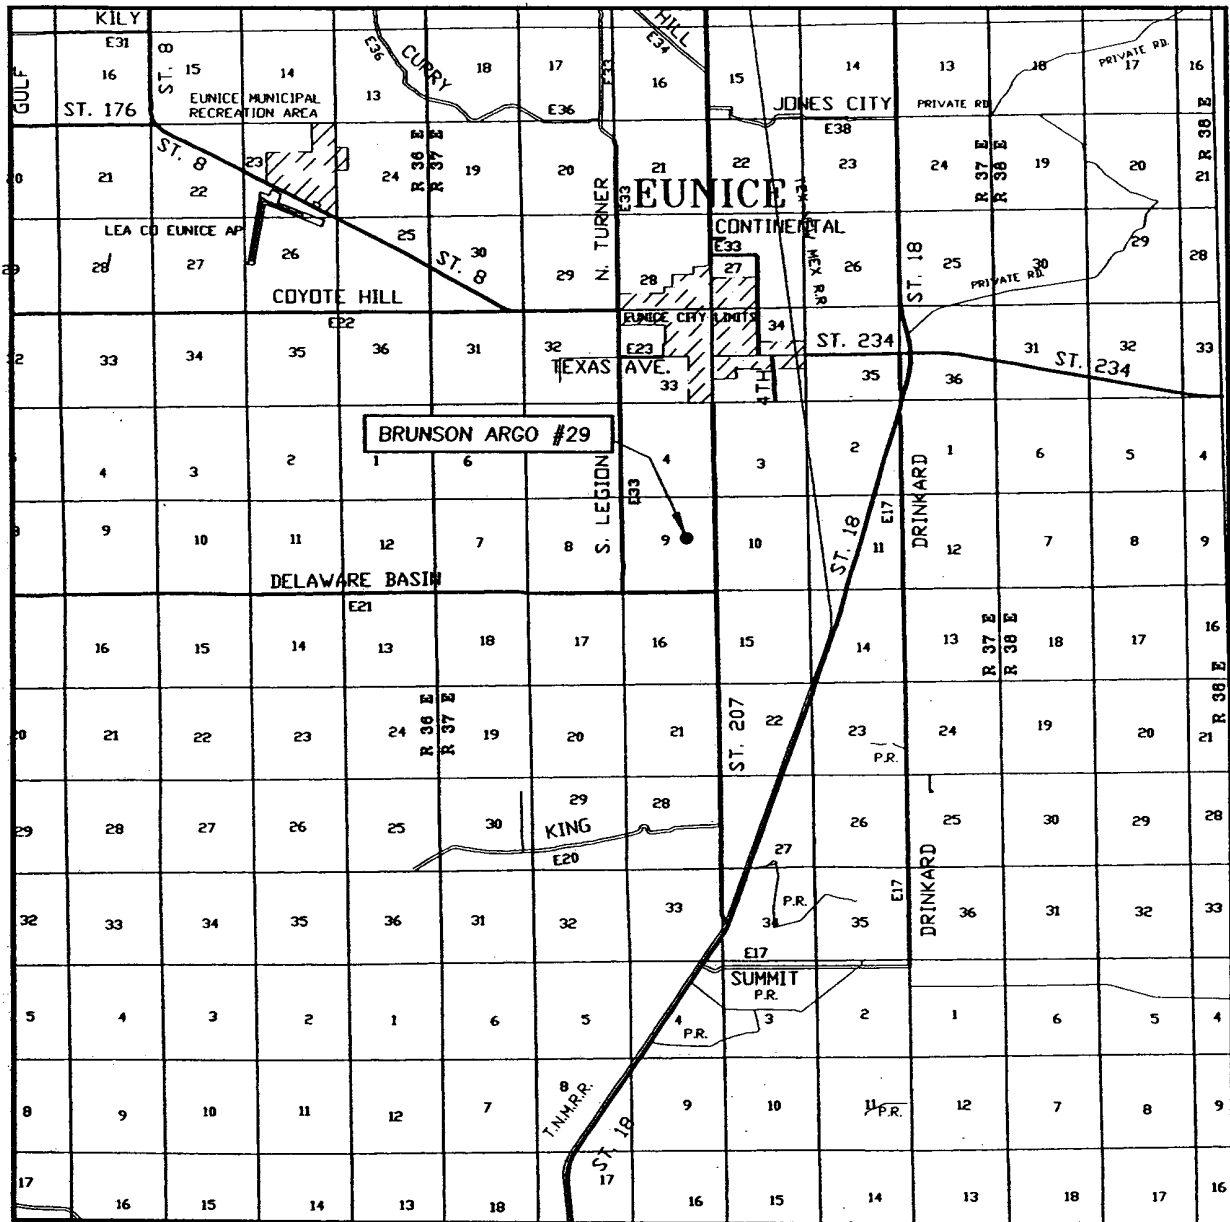 KILY
E31
ST. 8
GULF
16 15 14 13
E36
CURRY
18 17
E33
HILL
E34
16 15 14 13 18 17 16
PRIVATE RD.
ST. 176
EUNICE MUNICIPAL
RECREATION AREA
E36
JONES CITY
E38
PRIVATE RD
R 36 E
R 37 E
R 37 E
R 38 E
R 38 E
ST. 8
20 21 22 23 24 19 20 21 22 23 24 19 20 21
EUNICE
N. TURNER
E33
CONTINENTAL
E33
LEA CO EUNICE AP
29 28 27 26 25 30 29 28 27 26 25 30 29 28
ST. 8
MEX R.R
ST. 18
PRIVATE RD.
COYOTE HILL
E22
EUNICE CITY LIMITS
32 33 34 35 36 31 32 33 34 35 36 31 32 33
E23
TEXAS AVE.
4TH
ST. 234
ST. 234
BRUNSON ARGO #29
4 3 2 1 6 4 3 2 1 6 5 4
S. LEGION
E33
DRINKARD
E17
ST. 18
9 10 11 12 7 8 9 10 11 12 7 8 9
DELAWARE BASIN
E21
16 15 14 13 18 17 16 15 14 13 18 17 16
R 37 E
R 38 E
R 36 E
R 37 E
R 38 E
ST. 207
20 21 22 23 24 19 20 21 22 23 24 19 20 21
P.R.
29 28 27 26 25 30 29 28 27 26 25 30 29 28
KING
E20
DRINKARD
E17
P.R.
32 33 34 35 36 31 32 33 34 35 36 31 32 33
E17
SUMMIT
P.R.
5 4 3 2 1 6 5 4 3 2 1 6 5 4
P.R.
8 9 10 11 12 7 8 9 10 11 12 7 8 9
P.R.
T.N.M.R.R.
ST. 18
17 16 15 14 13 18 17 16 15 14 13 18 17 16